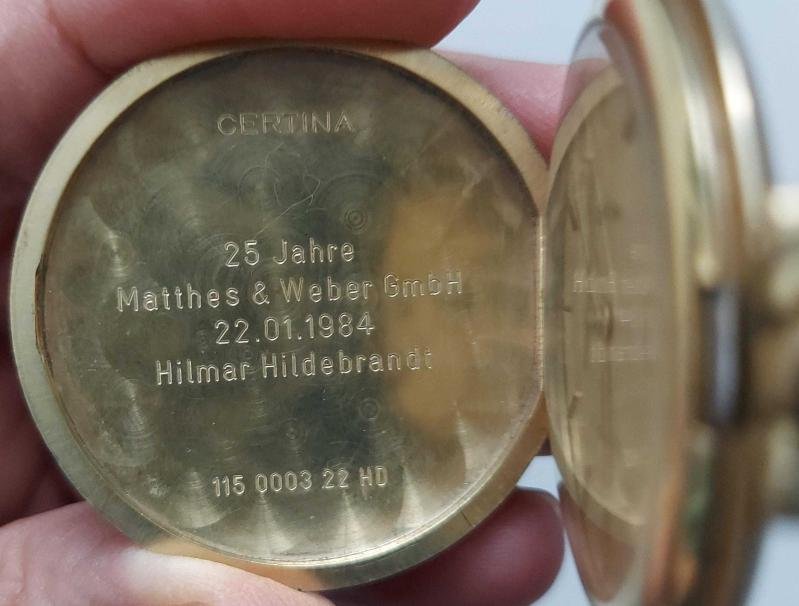 CERTINA
25 Jahre
Matthes & Weber GmbH
22.01.1984
Hilmar Hildebrandt
115 0003 22 HD